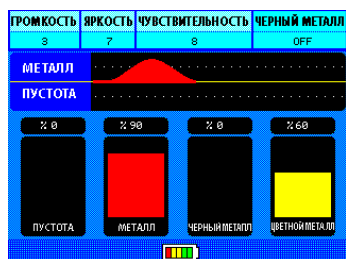 ГРОМКОСТЬ ЯРКОСТЬ ЧУВСТВИТЕЛЬНОСТЬ ЧЕРНЫЙ МЕТАЛЛ
3 7 8 OFF
МЕТАЛЛ
ПУСТОТА
% 0 % 90 % 0 % 60
ПУСТОТА МЕТАЛЛ ЧЕРНЫЙ МЕТАЛЛ ЦВЕТНОЙ МЕТАЛЛ